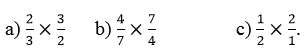 a) 2/3 × 3/2 b) 4/7 × 7/4 c) 1/2 × 2/1.